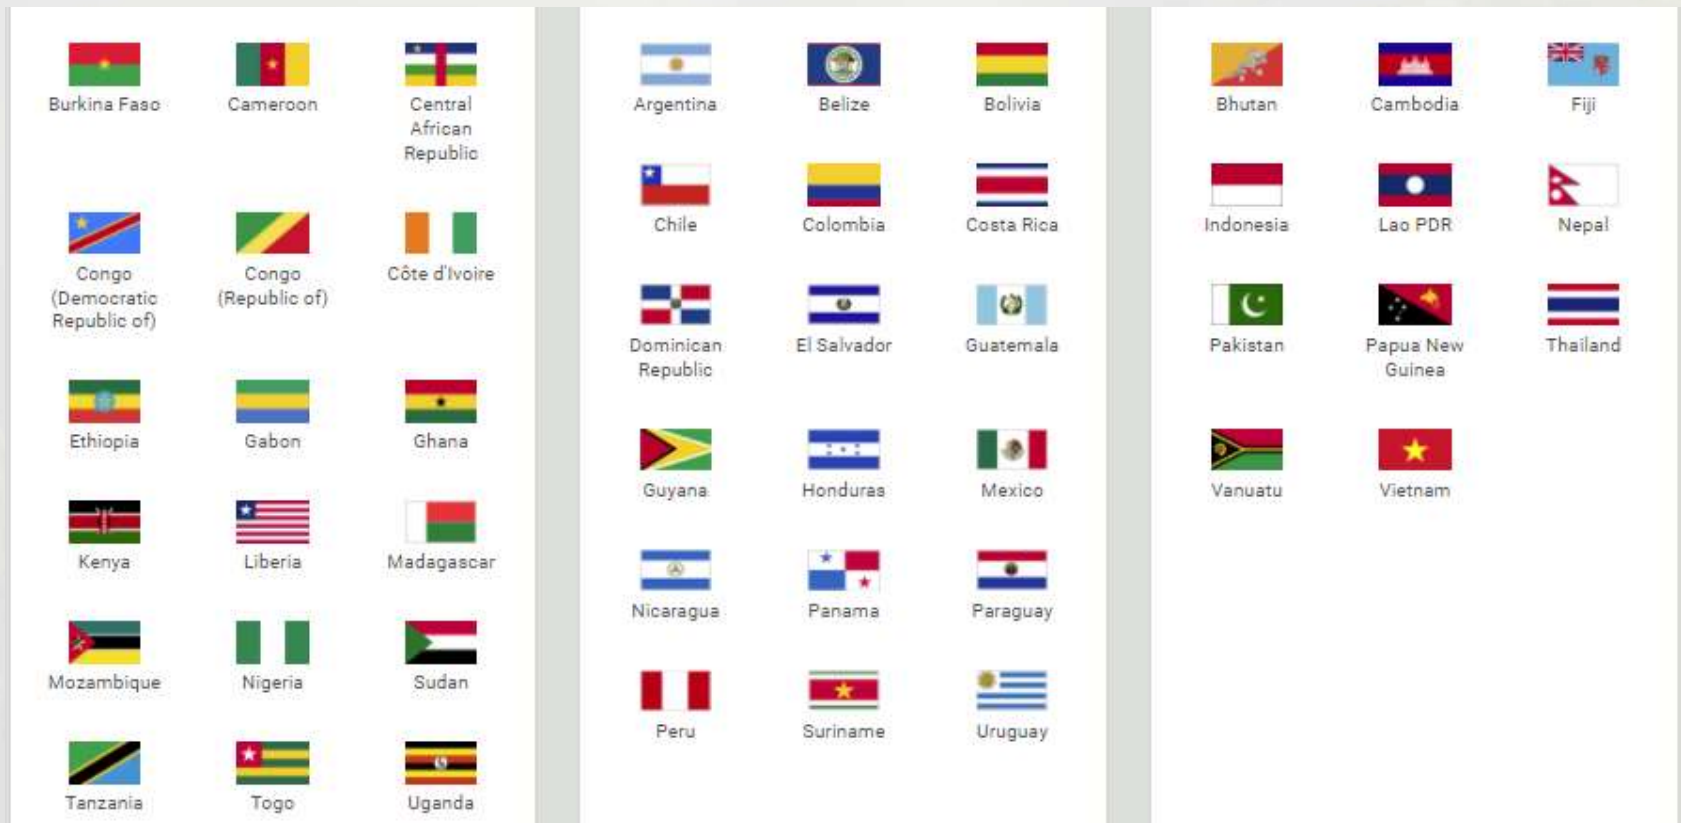 Burkina Faso
Cameroon
Central
African
Republic
Congo
(Democratic
Republic of)
Congo
(Republic of)
Côte d'Ivoire
Ethiopia
Gabon
Ghana
Kenya
Liberia
Madagascar
Mozambique
Nigeria
Sudan
Tanzania
Togo
Uganda
Argentina
Belize
Bolivia
Chile
Colombia
Costa Rica
Dominican
Republic
El Salvador
Guatemala
Guyana
Honduras
Mexico
Nicaragua
Panama
Paraguay
Peru
Suriname
Uruguay
Bhutan
Cambodia
Fiji
Indonesia
Lao PDR
Nepal
Pakistan
Papua New
Guinea
Thailand
Vanuatu
Vietnam